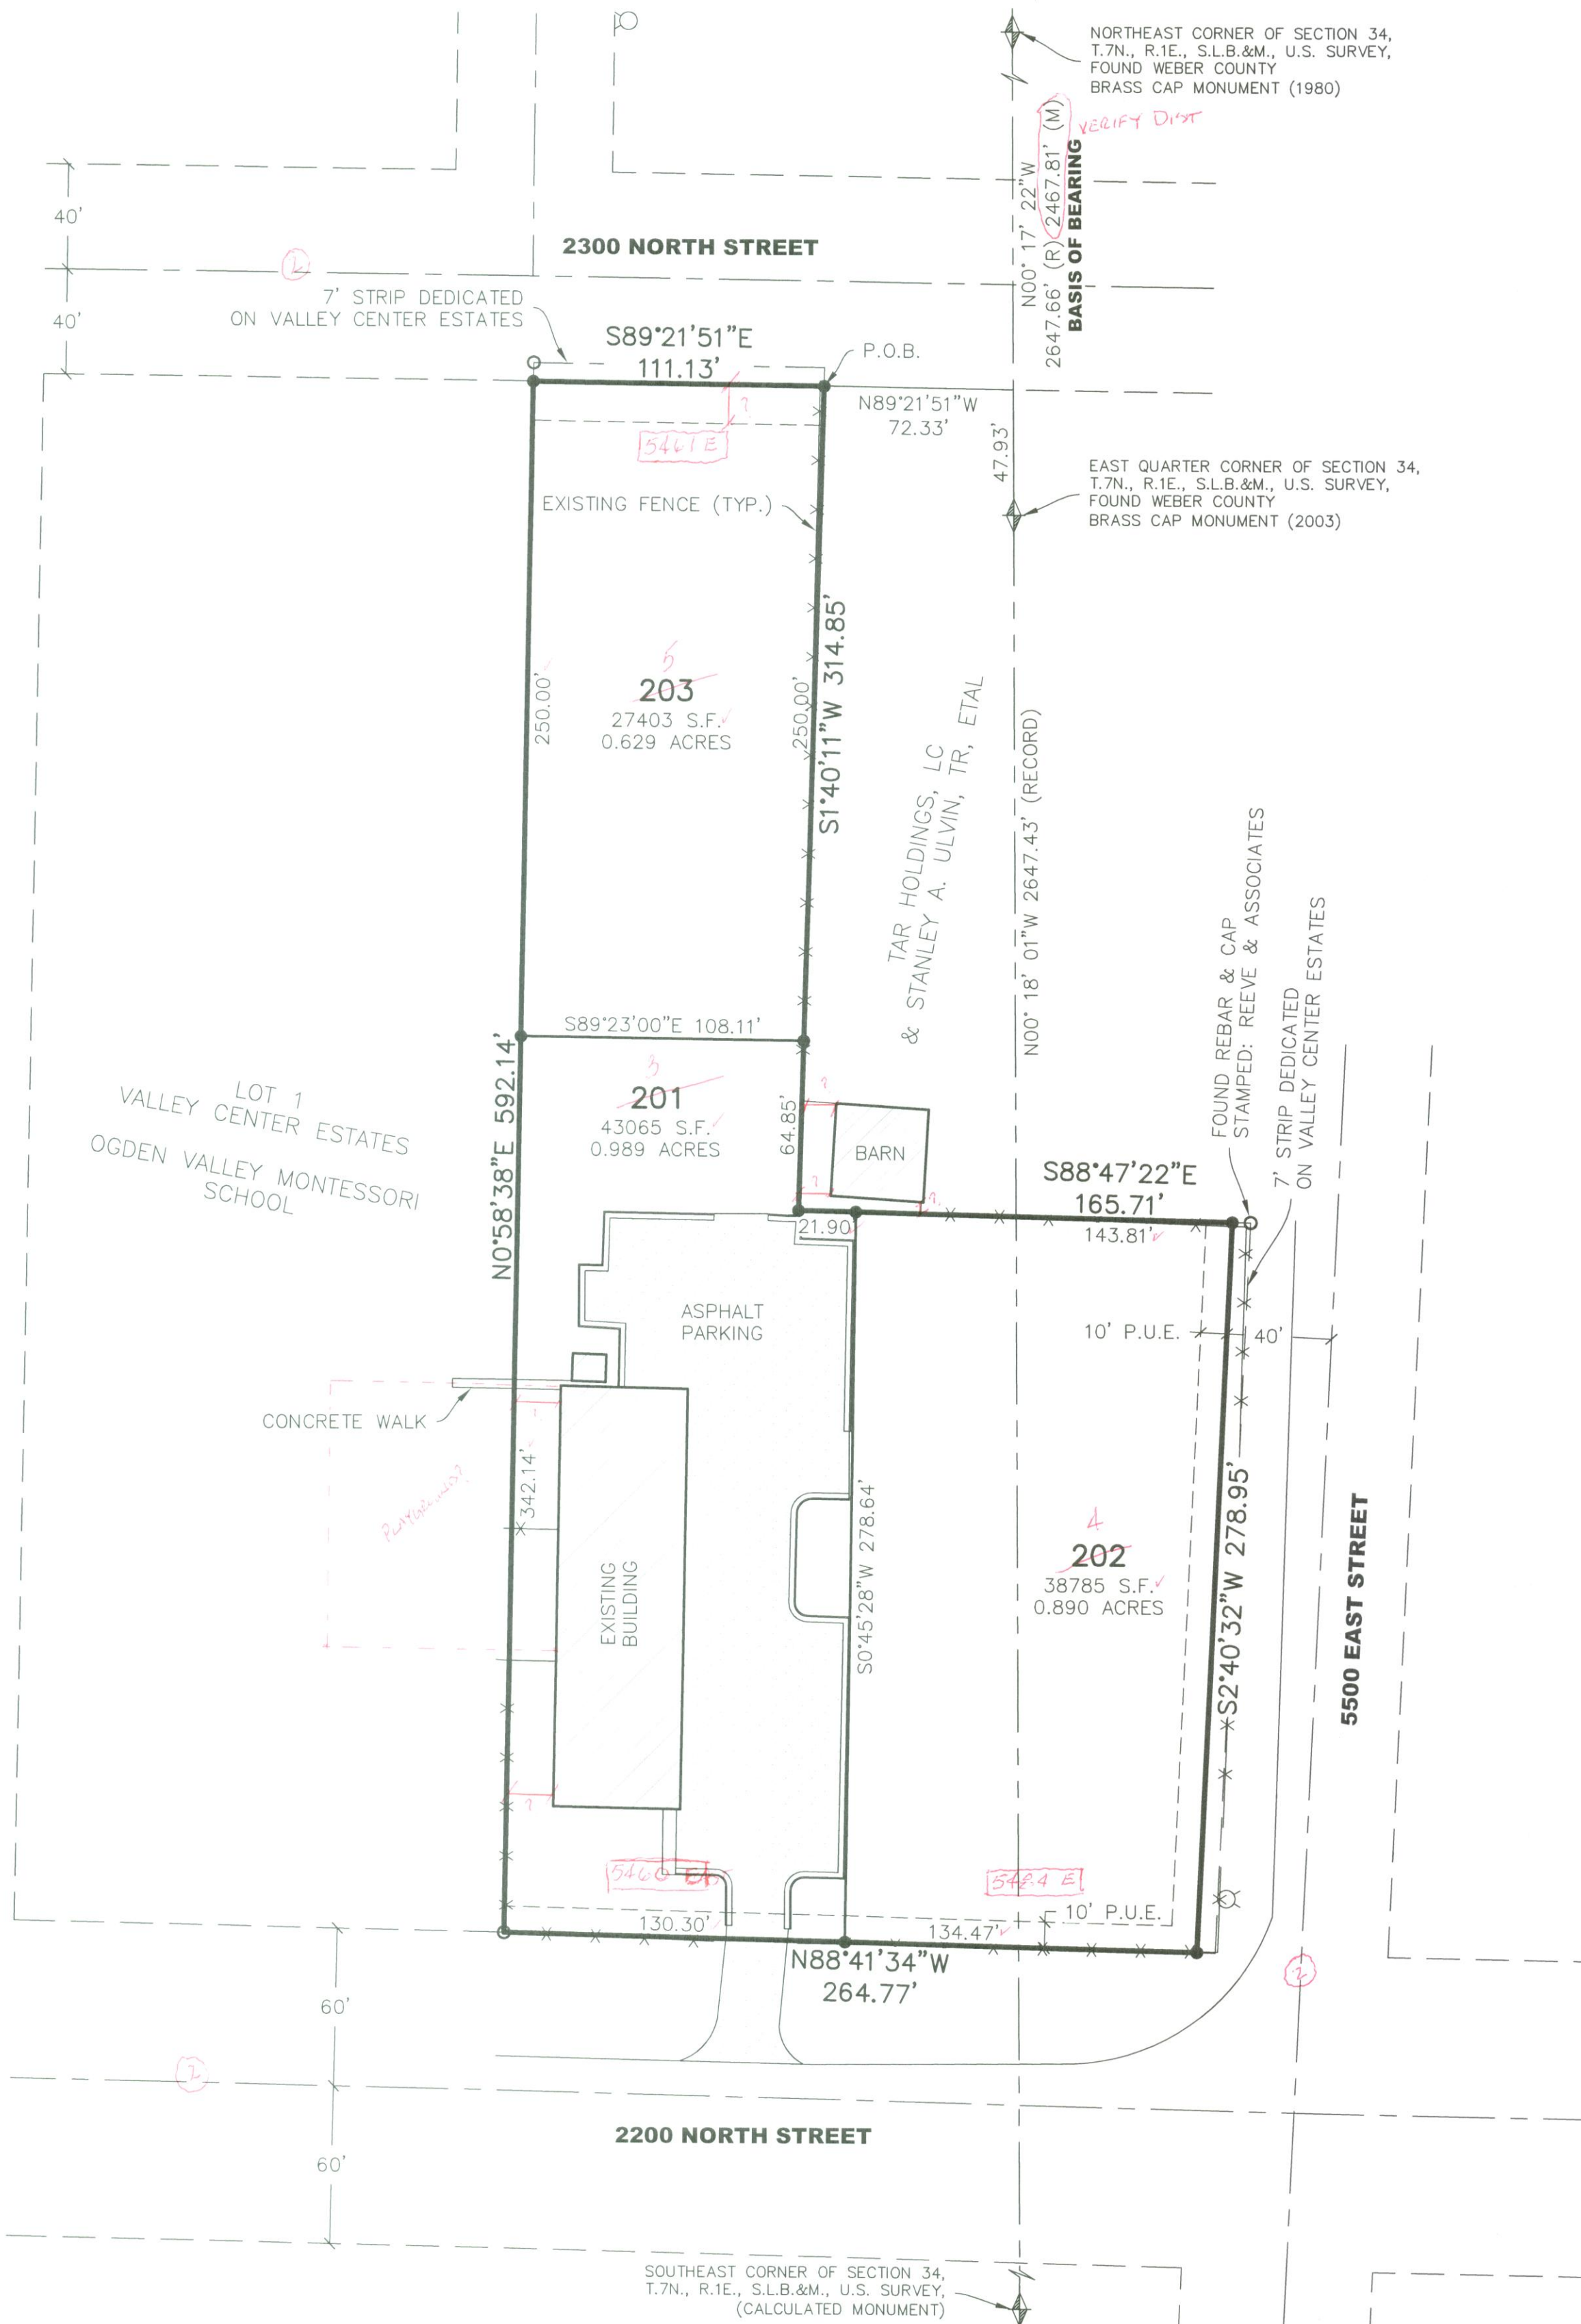 NORTHEAST CORNER OF SECTION 34,
T.7N., R.1E., S.L.B.&M., U.S. SURVEY,
FOUND WEBER COUNTY
BRASS CAP MONUMENT (1980)
VERIFY DIST
N00° 17' 22"W
2647.66' (R) 2467.81' (M)
BASIS OF BEARING
40'
2300 NORTH STREET
40'
7' STRIP DEDICATED
ON VALLEY CENTER ESTATES
S89°21'51"E
111.13'
P.O.B.
N89°21'51"W
72.33'
?
5461 E
47.93'
EAST QUARTER CORNER OF SECTION 34,
T.7N., R.1E., S.L.B.&M., U.S. SURVEY,
FOUND WEBER COUNTY
BRASS CAP MONUMENT (2003)
EXISTING FENCE (TYP.)
5
203
27403 S.F.
0.629 ACRES
250.00'
250.00'
S1°40'11"W 314.85'
TAR HOLDINGS, LC
& STANLEY A. ULVIN, TR, ETAL
N00° 18' 01"W 2647.43' (RECORD)
FOUND REBAR & CAP
STAMPED: REEVE & ASSOCIATES
7' STRIP DEDICATED
ON VALLEY CENTER ESTATES
S89°23'00"E 108.11'
N0°58'38"E 592.14'
3
201
43065 S.F.
0.989 ACRES
64.85'
?
BARN
?
?
LOT 1
VALLEY CENTER ESTATES
OGDEN VALLEY MONTESSORI
SCHOOL
S88°47'22"E
165.71'
21.90'
143.81'
ASPHALT
PARKING
10' P.U.E.
40'
CONCRETE WALK
?
342.14'
EXISTING
BUILDING
S0°45'28"W 278.64'
4
202
38785 S.F.
0.890 ACRES
S2°40'32"W 278.95'
5500 EAST STREET
?
5460 E
5484 E
10' P.U.E.
130.30'
134.47'
N88°41'34"W
264.77'
2
60'
2
2200 NORTH STREET
60'
SOUTHEAST CORNER OF SECTION 34,
T.7N., R.1E., S.L.B.&M., U.S. SURVEY,
(CALCULATED MONUMENT)